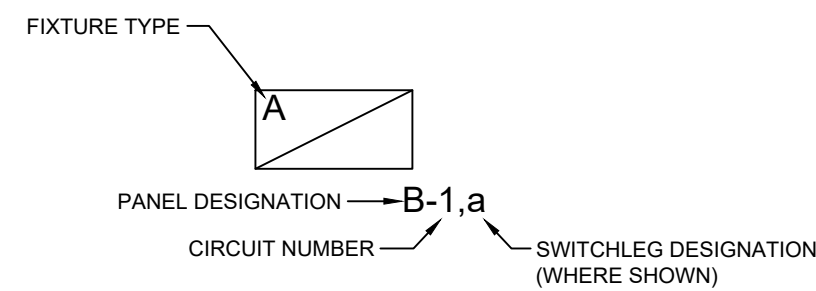 FIXTURE TYPE
A
PANEL DESIGNATION
B-1,a
CIRCUIT NUMBER
SWITCHLEG DESIGNATION
(WHERE SHOWN)